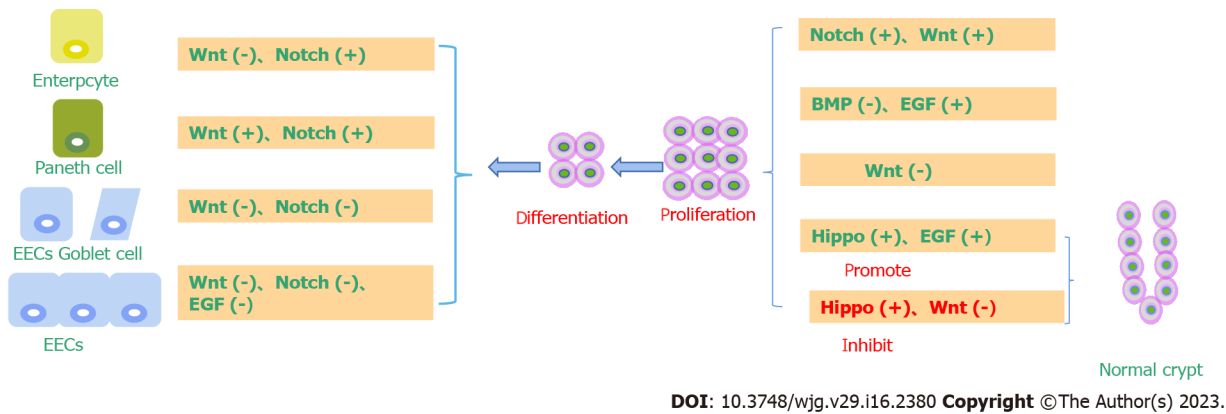 Enterpcyte
Wnt (-)、Notch (+)
Paneth cell
Wnt (+)、Notch (+)
EECs Goblet cell
Wnt (-)、Notch (-)
EECs
Wnt (-)、Notch (-)、
EGF (-)
Differentiation
Proliferation
Notch (+)、Wnt (+)
BMP (-)、EGF (+)
Wnt (-)
Hippo (+)、EGF (+)
Promote
Hippo (+)、Wnt (-)
Inhibit
Normal crypt
DOI: 10.3748/wjg.v29.i16.2380 Copyright ©The Author(s) 2023.